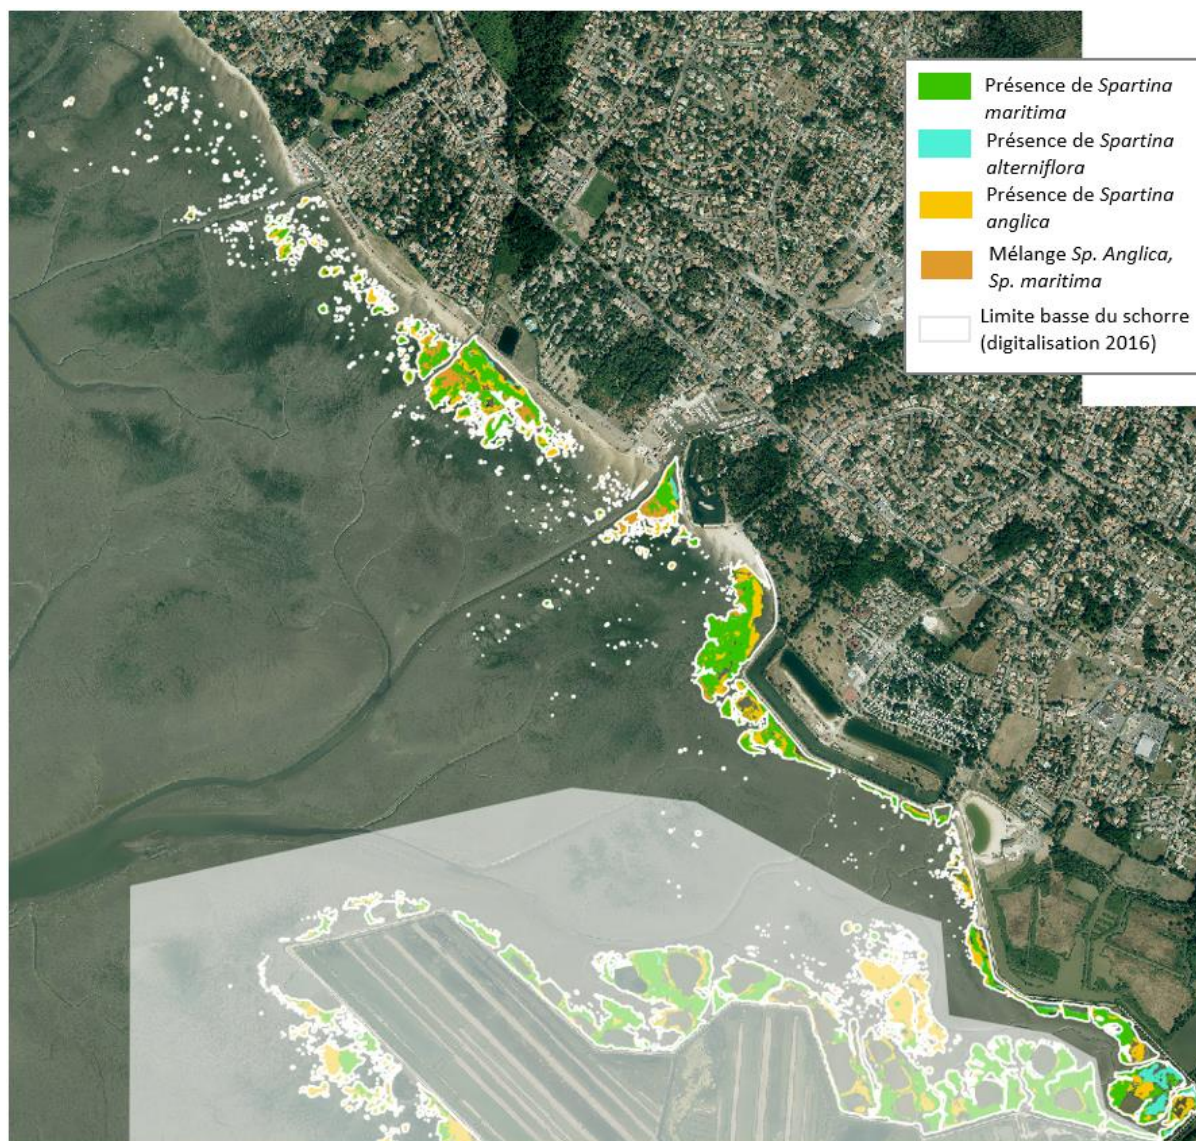 Présence de Spartina
maritima
Présence de Spartina
alterniflora
Présence de Spartina
anglica
Mélange Sp. Anglica,
Sp. maritima
Limite basse du schorre
(digitalisation 2016)